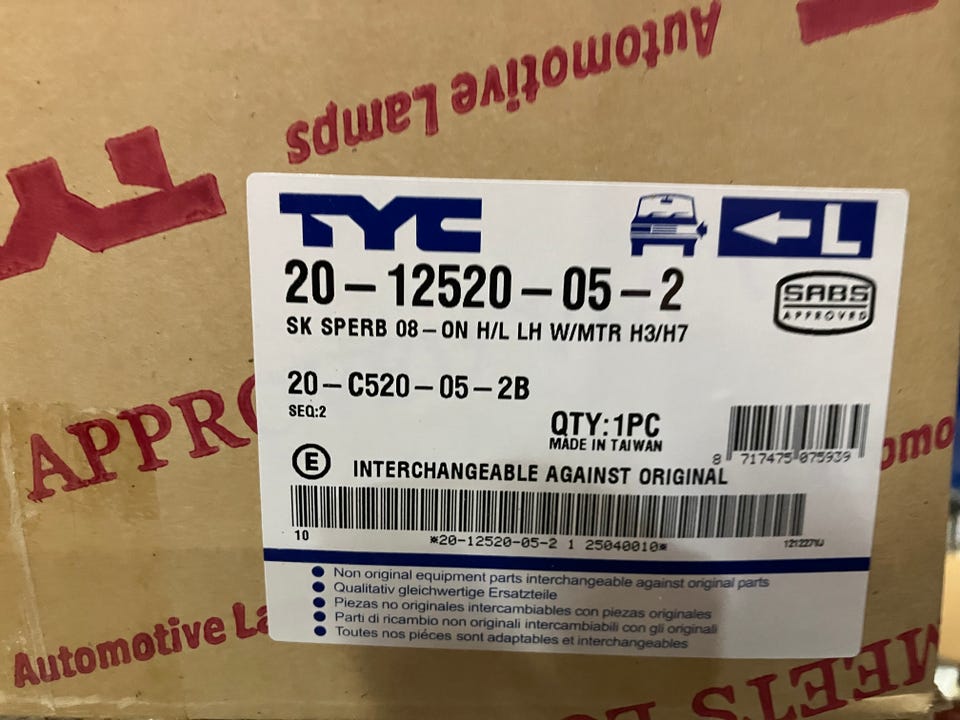 Automotive Lamps
TYC
L
20-12520-05-2
SABS
APPROVED
SK SPERB 08-ON H/L LH W/MTR H3/H7
20-C520-05-2B
SEQ:2
QTY:1PC
MADE IN TAIWAN
8 717475 075939
E
INTERCHANGEABLE AGAINST ORIGINAL
10
*20-12520-05-2 1 25040010*
Non original equipment parts interchangeable against original parts
Qualitativ gleichwertige Ersatzteile
Piezas no originales intercambiables con piezas originales
Parti di ricambio non originali intercambiabili con gli originali
Toutes nos piéces sont adaptables et interchangeables
APPRO
Automotive La